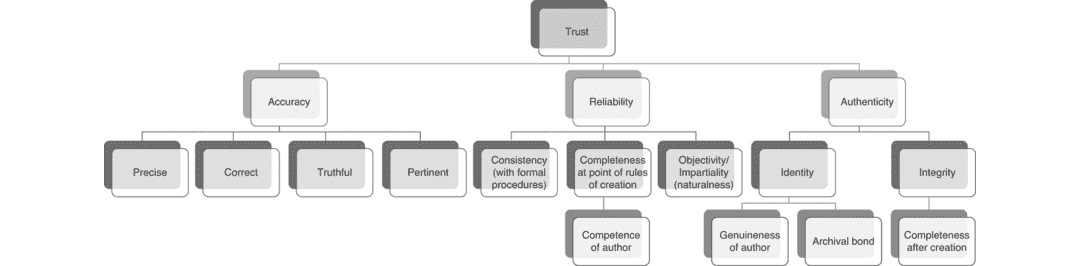 Trust
Accuracy
Reliability
Authenticity
Precise
Correct
Truthful
Pertinent
Consistency
(with formal
procedures)
Completeness
at point of rules
of creation
Objectivity/
Impartiality
(naturalness)
Identity
Integrity
Competence
of author
Genuineness
of author
Archival bond
Completeness
after creation